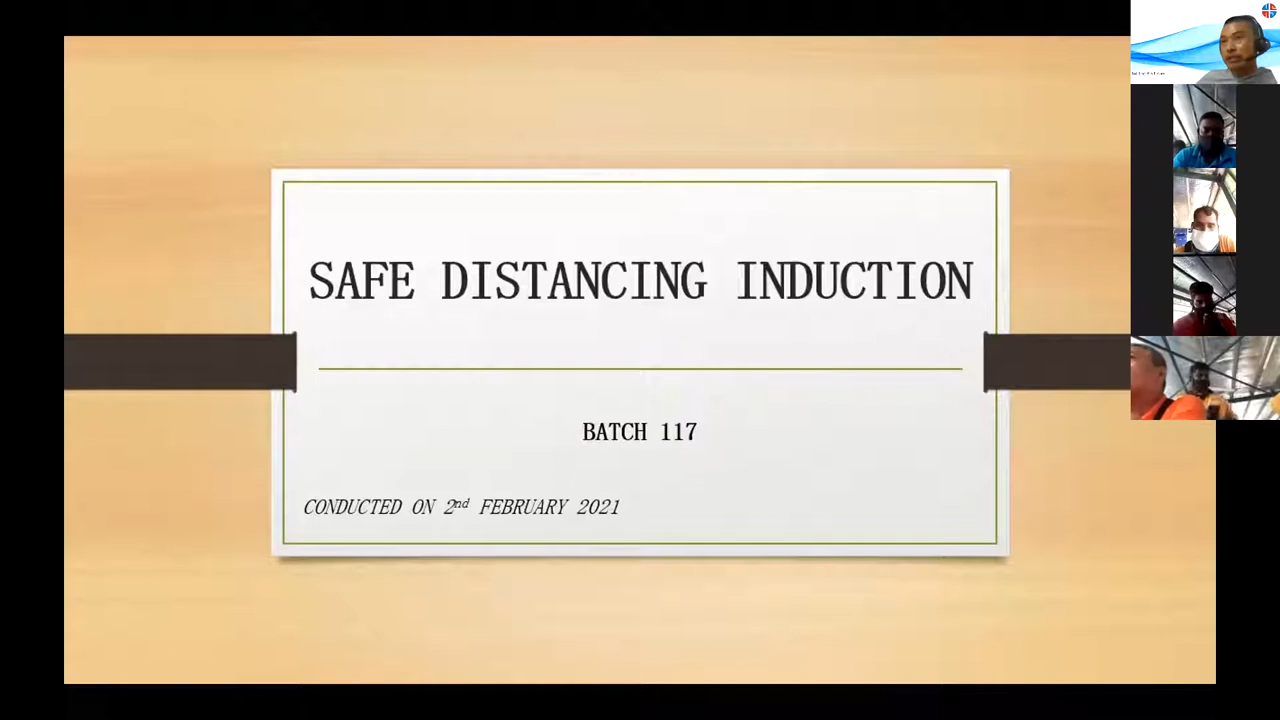 SAFE DISTANCING INDUCTION
BATCH 117
CONDUCTED ON 2nd FEBRUARY 2021